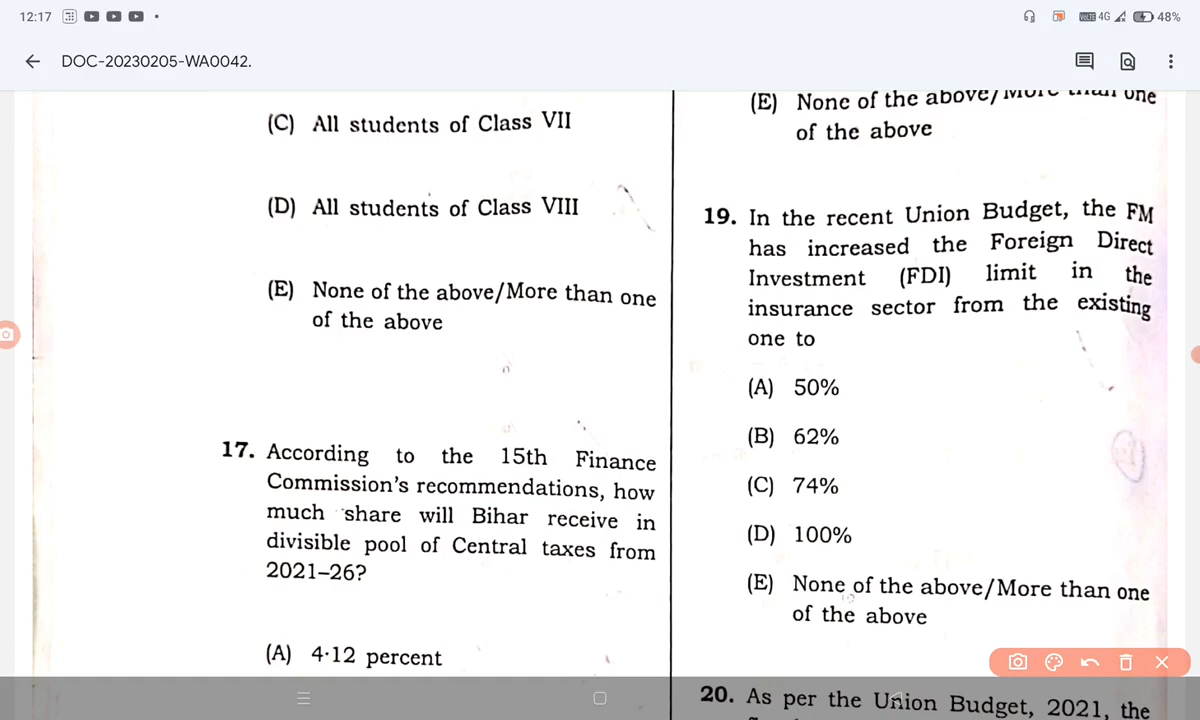 12:17
4G 48%
DOC-20230205-WA0042.
(C) All students of Class VII
(D) All students of Class VIII
(E) None of the above/More than one
of the above
17. According to the 15th Finance
Commission's recommendations, how
much share will Bihar receive in
divisible pool of Central taxes from
2021–26?
(A) 4·12 percent
(E) None of the above/More than one
of the above
19. In the recent Union Budget, the FM
has increased the Foreign Direct
Investment (FDI) limit in the
insurance sector from the existing
one to
(A) 50%
(B) 62%
(C) 74%
(D) 100%
(E) None of the above/More than one
of the above
20. As per the Union Budget, 2021, the